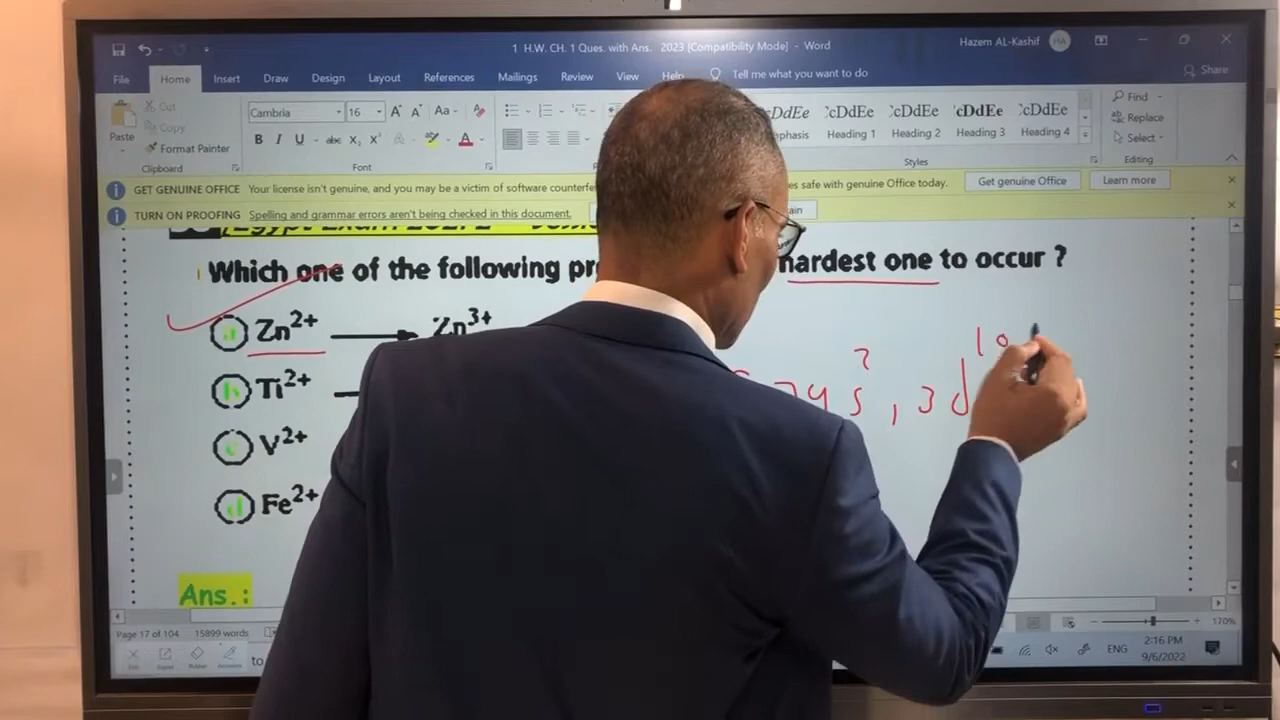 1 H.W. CH. 1 Ques. with Ans. 2023 [Compatibility Mode] - Word
Hazem AL-Kashif HA
File Home Insert Draw Design Layout References Mailings Review View Help Tell me what you want to do Share
Cut
Copy
Paste
Format Painter
Clipboard
Cambria 16
Font
Heading 1 Heading 2 Heading 3 Heading 4
Styles
Find
Replace
Select
Editing
GET GENUINE OFFICE Your license isn't genuine, and you may be a victim of software es safe with genuine Office today. Get genuine Office Learn more
TURN ON PROOFING Spelling and grammar errors aren't being checked in this document.
Which one of the following hardest one to occur ?
a Zn2+ Zn3+
b Ti2+
c V2+
d Fe2+
4s , 3d 10
Ans.:
Page 17 of 104 15899 words 170%
ENG 2:16 PM
9/6/2022